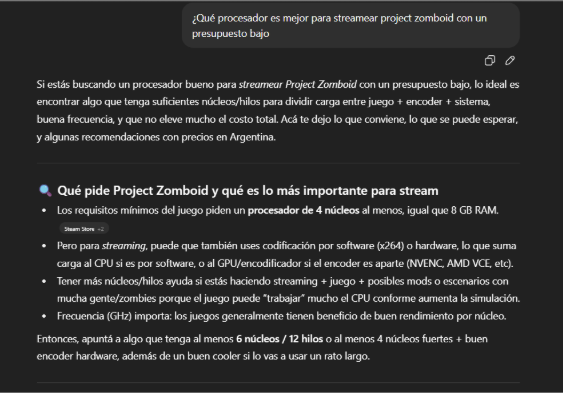 ¿Qué procesador es mejor para streamear project zomboid con un
presupuesto bajo
Si estás buscando un procesador bueno para streamear Project Zomboid con un presupuesto bajo, lo ideal es
encontrar algo que tenga suficientes núcleos/hilos para dividir carga entre juego + encoder + sistema,
buena frecuencia, y que no eleve mucho el costo total. Acá te dejo lo que conviene, lo que se puede esperar,
y algunas recomendaciones con precios en Argentina.
🔍 Qué pide Project Zomboid y qué es lo más importante para stream
• Los requisitos mínimos del juego piden un procesador de 4 núcleos al menos, igual que 8 GB RAM.
Steam Store +2
• Pero para streaming, puede que también uses codificación por software (x264) o hardware, lo que suma
carga al CPU si es por software, o al GPU/encodificador si el encoder es aparte (NVENC, AMD VCE, etc).
• Tener más núcleos/hilos ayuda si estás haciendo streaming + juego + posibles mods o escenarios con
mucha gente/zombies porque el juego puede “trabajar” mucho el CPU conforme aumenta la simulación.
• Frecuencia (GHz) importa: los juegos generalmente tienen beneficio de buen rendimiento por núcleo.
Entonces, apuntá a algo que tenga al menos 6 núcleos / 12 hilos o al menos 4 núcleos fuertes + buen
encoder hardware, además de un buen cooler si lo vas a usar un rato largo.